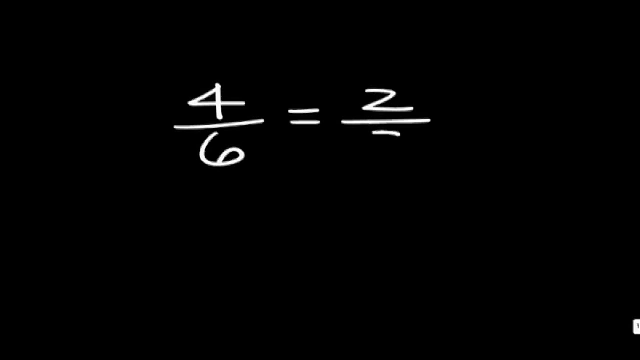 4/6 = 2/